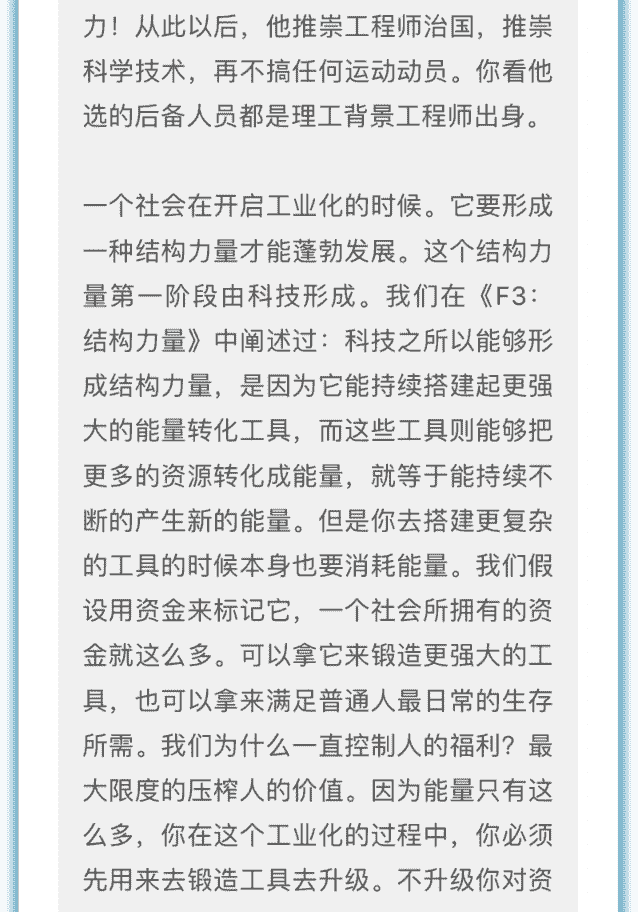 力！从此以后，他推崇工程师治国，推崇
科学技术，再不搞任何运动动员。你看他
选的后备人员都是理工背景工程师出身。
一个社会在开启工业化的时候。它要形成
一种结构力量才能蓬勃发展。这个结构力
量第一阶段由科技形成。我们在《F3：
结构力量》中阐述过：科技之所以能够形
成结构力量，是因为它能持续搭建起更强
大的能量转化工具，而这些工具则能够把
更多的资源转化成能量，就等于能持续不
断的产生新的能量。但是你去搭建更复杂
的工具的时候本身也要消耗能量。我们假
设用资金来标记它，一个社会所拥有的资
金就这么多。可以拿它来锻造更强大的工
具，也可以拿来满足普通人最日常的生存
所需。我们为什么一直控制人的福利？最
大限度的压榨人的价值。因为能量只有这
么多，你在这个工业化的过程中，你必须
先用来去锻造工具去升级。不升级你对资